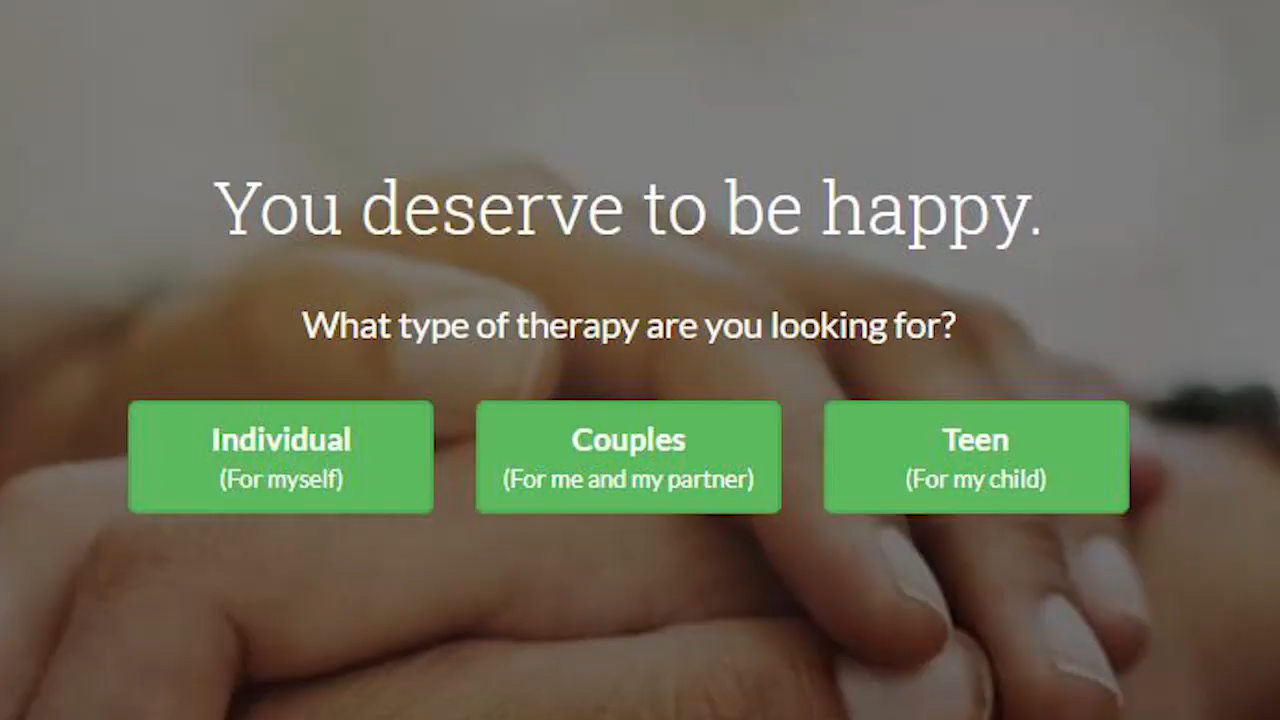 You deserve to be happy.
What type of therapy are you looking for?
Individual
(For myself)
Couples
(For me and my partner)
Teen
(For my child)